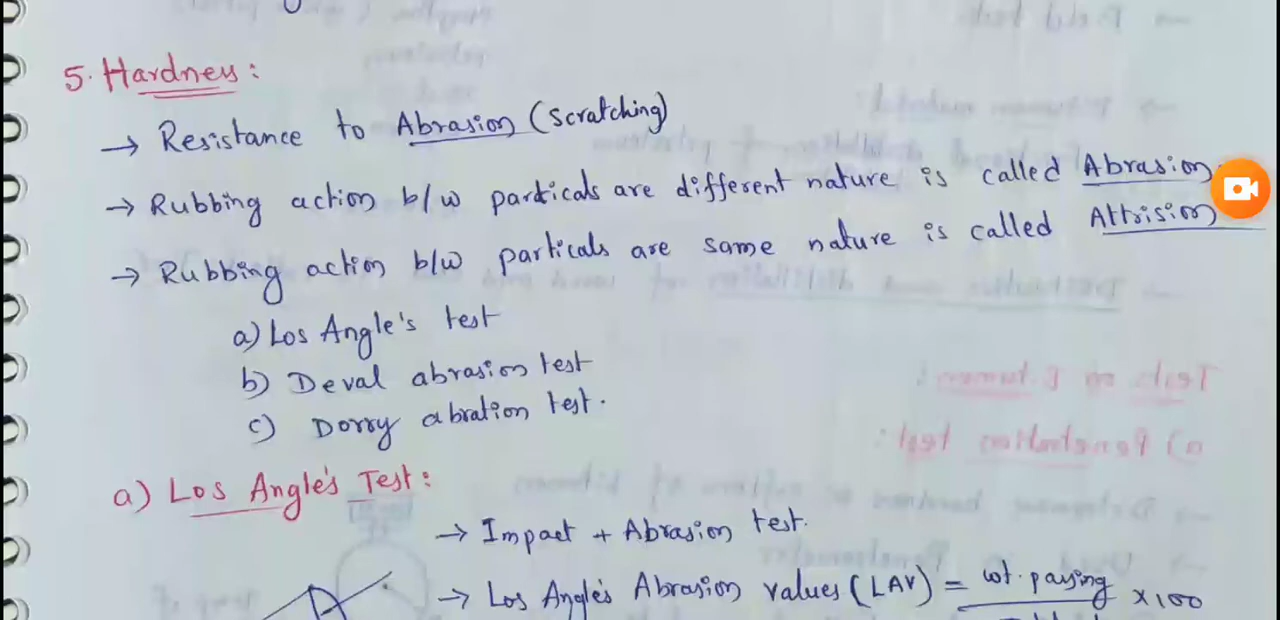 5. Hardness:
→ Resistance to Abrasion (scratching)
→ Rubbing action b/w particals are different nature is called Abrasion
→ Rubbing action b/w particals are same nature is called Attrision
a) Los Angle's test
b) Deval abrasion test
c) Dorry abration test.
a) Los Angle's Test:
→ Impact + Abrasion test.
→ Los Angle's Abrasion values (LAV) = wt. passing × 100